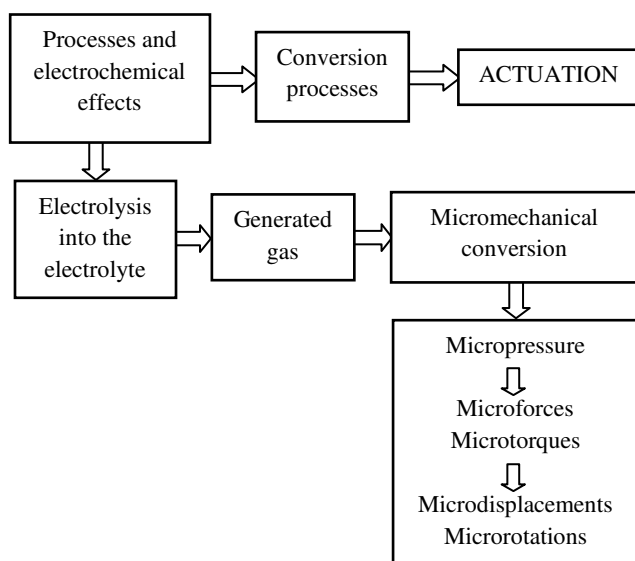 Processes and
electrochemical
effects
Conversion
processes
ACTUATION
Electrolysis
into the
electrolyte
Generated
gas
Micromechanical
conversion
Micropressure
Microforces
Microtorques
Microdisplacements
Microrotations